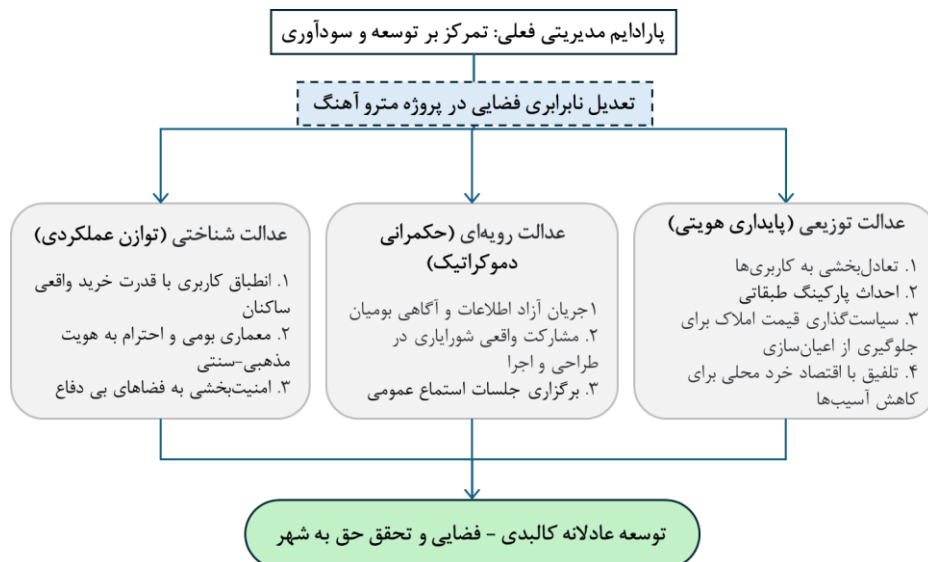 پارادایم مدیریتی فعلی: تمرکز بر توسعه و سودآوری
تعدیل نابرابری فضایی در پروژه مترو آهنگ
عدالت توزیعی (پایداری هویتی)
۱. تعادل‌بخشی به کاربری‌ها
۲. احداث پارکینگ طبقاتی
۳. سیاست‌گذاری قیمت املاک برای
جلوگیری از اعیان‌سازی
۴. تلفیق با اقتصاد خرد محلی برای
کاهش آسیب‌ها
عدالت رویه‌ای (حکمرانی
دموکراتیک)
۱جریان آزاد اطلاعات و آگاهی بومیان
۲. مشارکت واقعی شورایاری در
طراحی و اجرا
۳. برگزاری جلسات استماع عمومی
عدالت شناختی (توازن عملکردی)
۱. انطباق کاربری با قدرت خرید واقعی
ساکنان
۲. معماری بومی و احترام به هویت
مذهبی-سنتی
۳. امنیت‌بخشی به فضاهای بی دفاع
توسعه عادلانه کالبدی - فضایی و تحقق حق به شهر